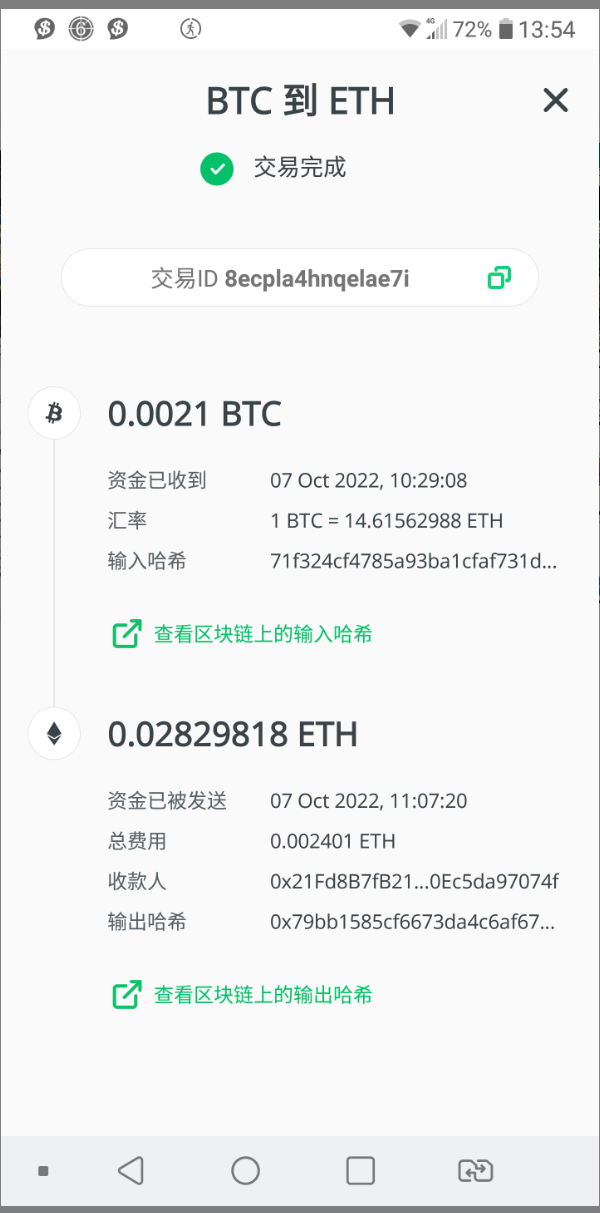 4G 72% 13:54
BTC 到 ETH
交易完成
交易ID 8ecpla4hnqelae7i
0.0021 BTC
资金已收到 07 Oct 2022, 10:29:08
汇率 1 BTC = 14.61562988 ETH
输入哈希 71f324cf4785a93ba1cfaf731d...
查看区块链上的输入哈希
0.02829818 ETH
资金已被发送 07 Oct 2022, 11:07:20
总费用 0.002401 ETH
收款人 0x21Fd8B7fB21...0Ec5da97074f
输出哈希 0x79bb1585cf6673da4c6af67...
查看区块链上的输出哈希